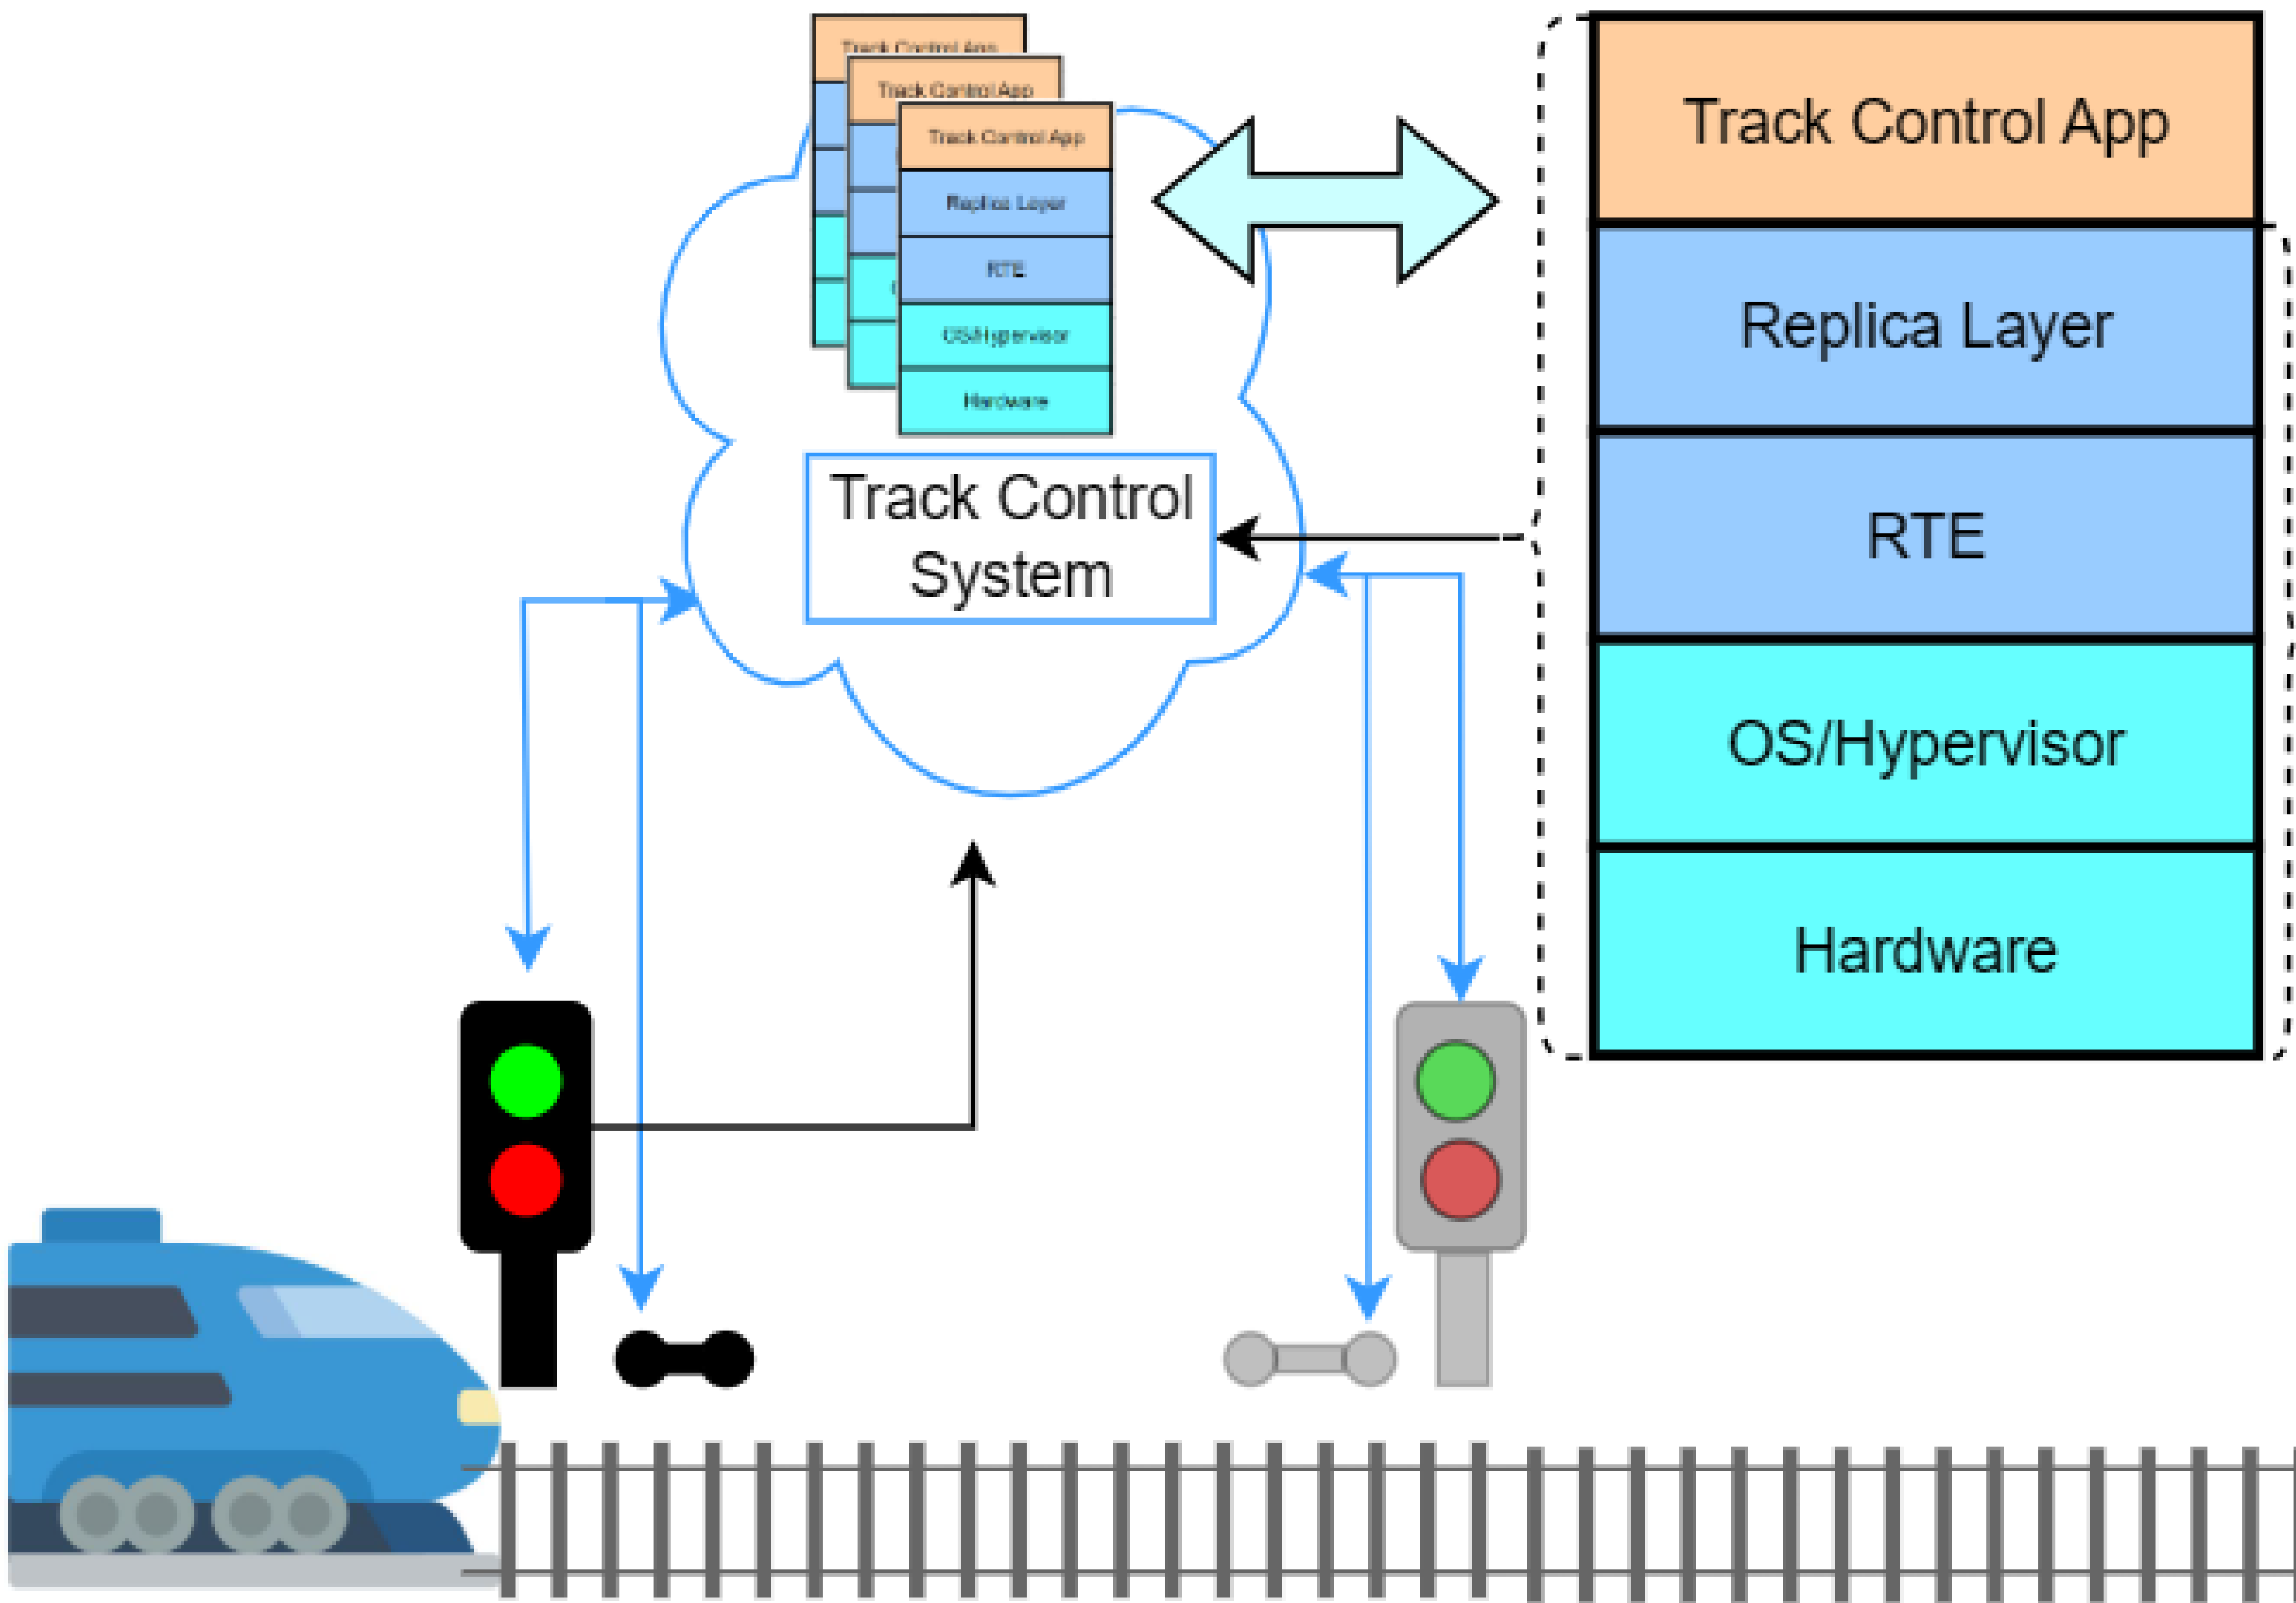 Track Control App
Track Control App
Track Control App
Replica Layer
RTE
OS/Hypervisor
Hardware
Track Control
System
Track Control App
Replica Layer
RTE
OS/Hypervisor
Hardware